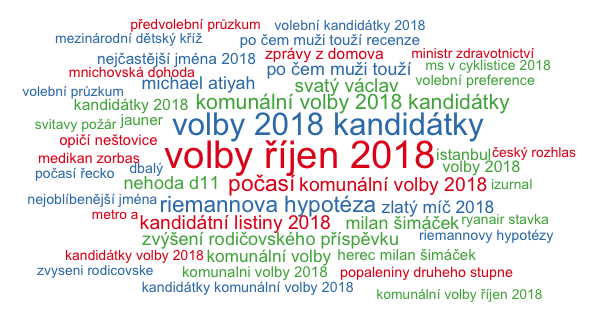 předvolební průzkum
volební kandidátky 2018
mezinárodní dětský kříž
po čem muži touží recenze
nejčastější jména 2018
zprávy z domova
ministr zdravotnictví
mnichovská dohoda
po čem muži touží
ms v cyklistice 2018
michael atiyah
svatý václav
volební preference
volební průzkum
kandidátky 2018
komunální volby 2018 kandidátky
svitavy požár
jauner
volby 2018 kandidátky
opičí neštovice
medikan zorbas
volby říjen 2018
istanbul
český rozhlas
počasí řecko
dbalý
volby 2018
nehoda d11
počasí
komunální volby 2018
izurnal
nejoblíbenější jména
riemannova hypotéza
zlatý míč 2018
metro a
kandidátní listiny 2018
milan šimáček
ryanair stavka
zvýšení rodičovského příspěvku
riemannovy hypotézy
kandidátky volby 2018
komunální volby
herec milan šimáček
zvyseni rodicovske
komunalni volby 2018
popaleniny druheho stupne
kandidátky komunální volby 2018
komunální volby říjen 2018